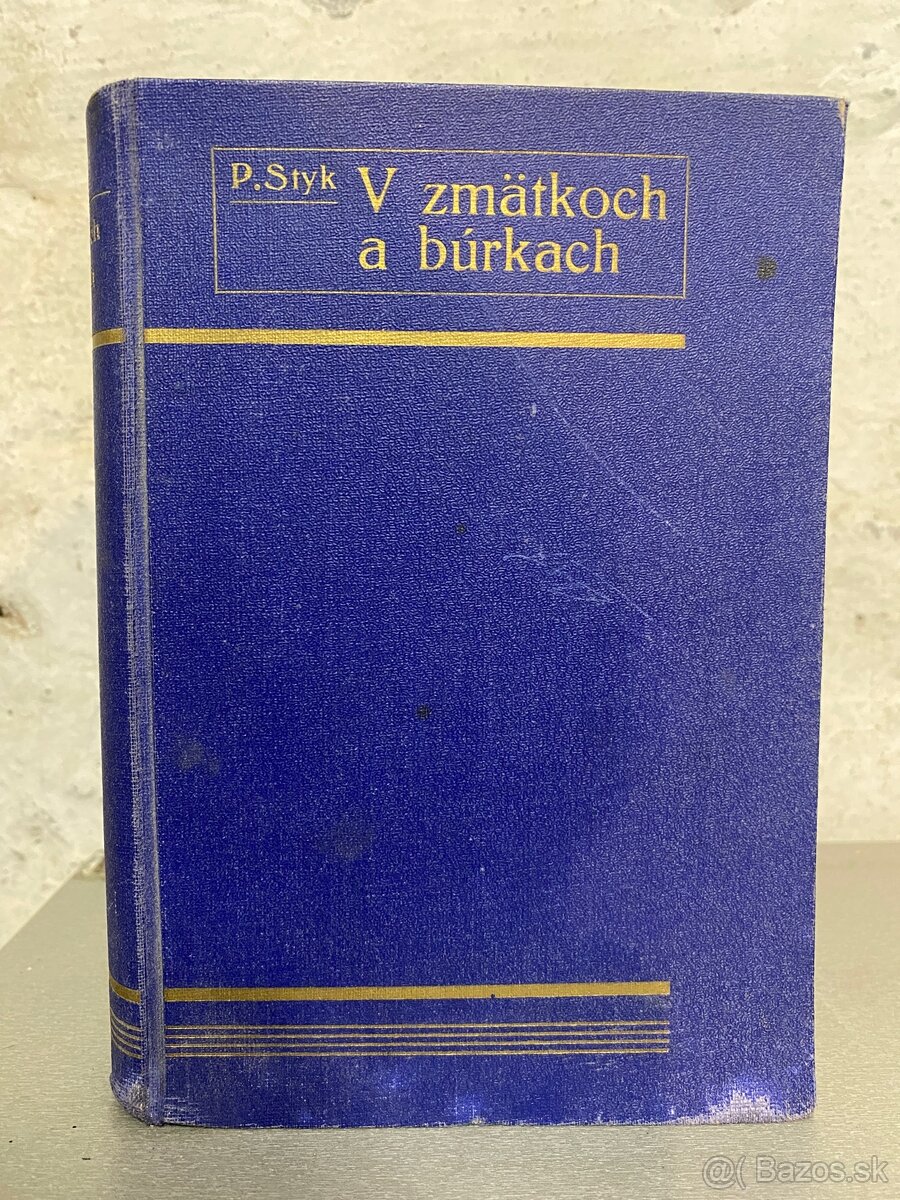 P.Styk V zmätkoch
a búrkach
@( Bazos.sk